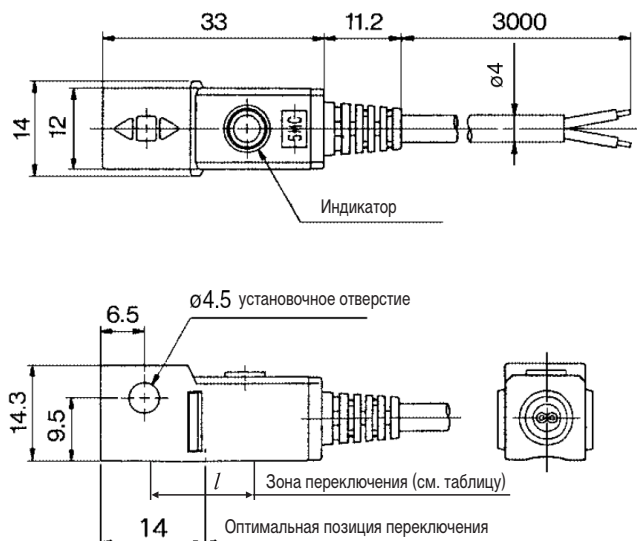 33
11.2
3000
ø4
14
12
SMC
Индикатор
ø4.5 установочное отверстие
6.5
14.3
9.5
l
Зона переключения (см. таблицу)
14
Оптимальная позиция переключения